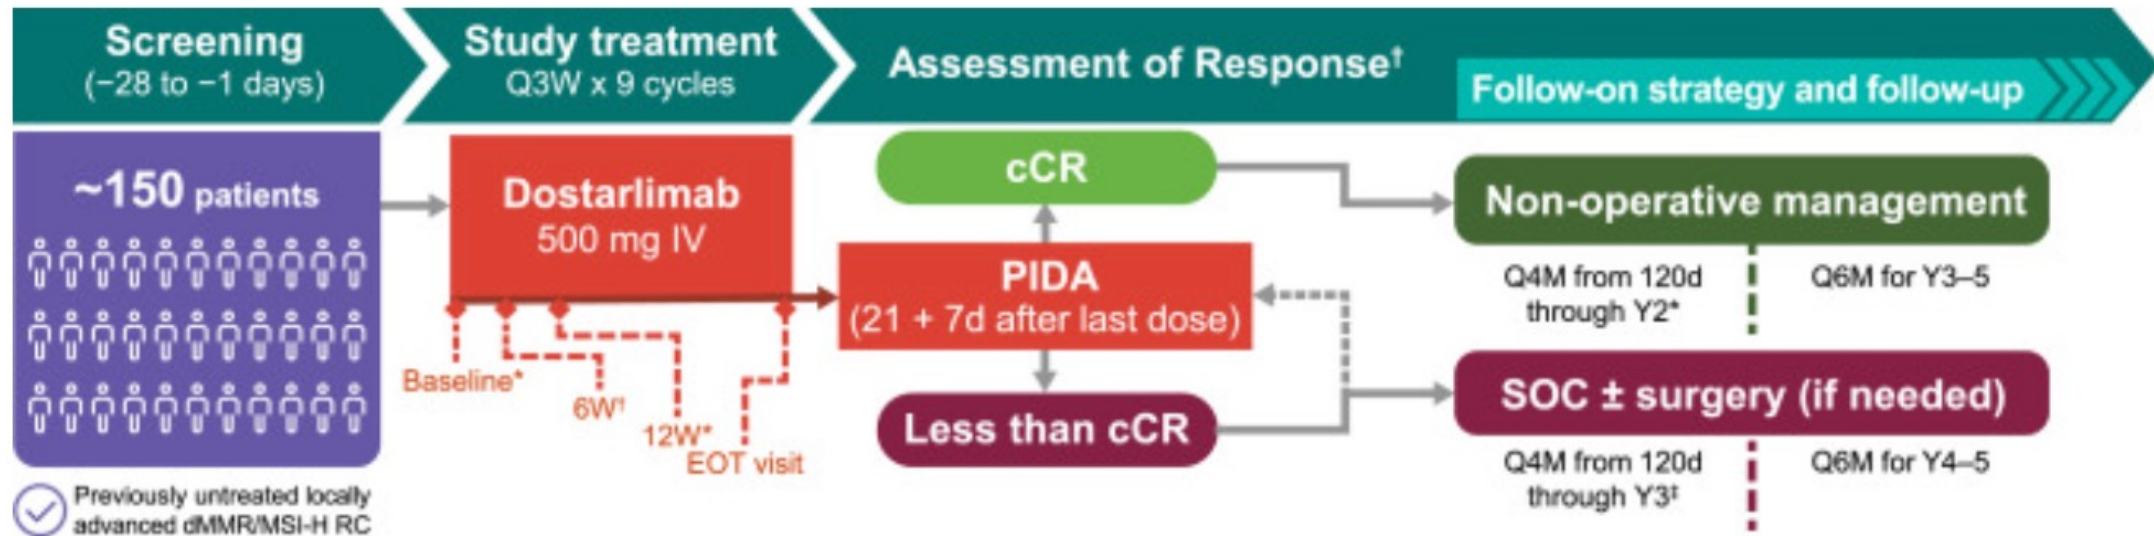 Screening
(−28 to −1 days)
Study treatment
Q3W x 9 cycles
Assessment of Response†
Follow-on strategy and follow-up
~150 patients
Previously untreated locally
advanced dMMR/MSI-H RC
Dostarlimab
500 mg IV
Baseline*
6W†
12W*
EOT visit
cCR
PIDA
(21 + 7d after last dose)
Less than cCR
Non-operative management
Q4M from 120d
through Y2*
Q6M for Y3–5
SOC ± surgery (if needed)
Q4M from 120d
through Y3‡
Q6M for Y4–5